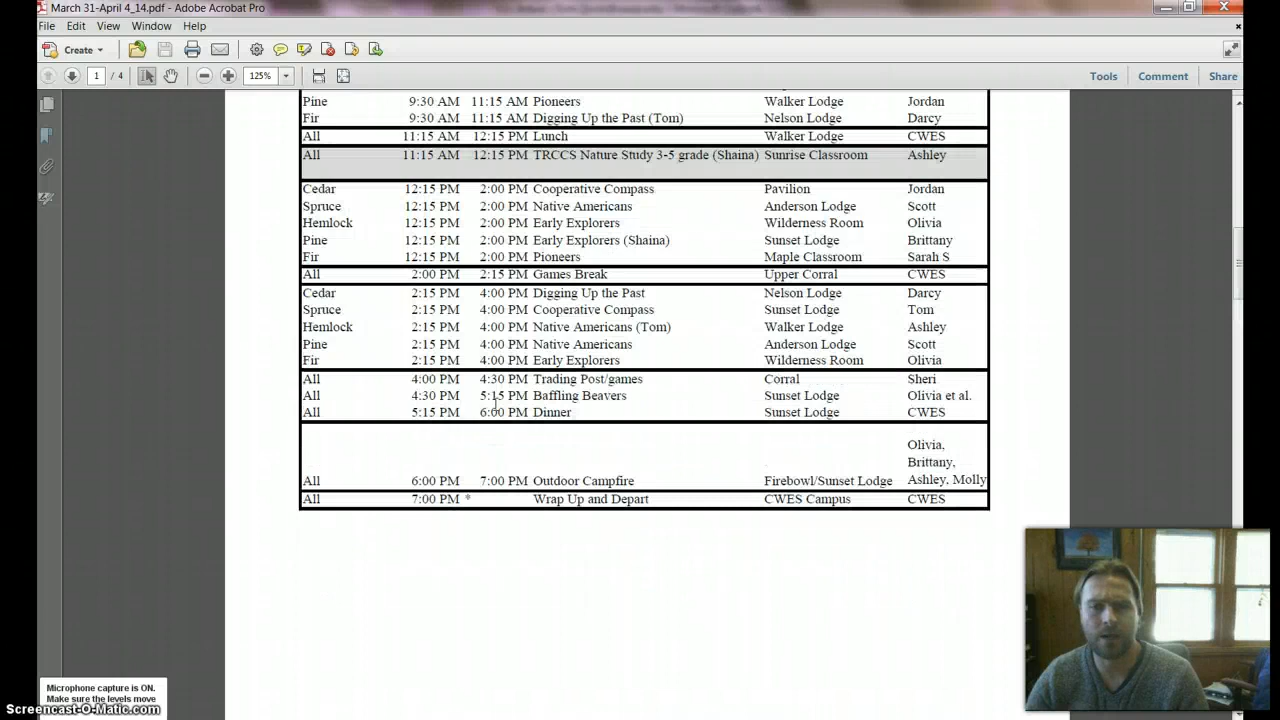 March 31-April 4_14.pdf - Adobe Acrobat Pro
File Edit View Window Help
Create
1 / 4 125% Tools Comment Share
Pine 9:30 AM 11:15 AM Pioneers Walker Lodge Jordan
Fir 9:30 AM 11:15 AM Digging Up the Past (Tom) Nelson Lodge Darcy
All 11:15 AM 12:15 PM Lunch Walker Lodge CWES
All 11:15 AM 12:15 PM TRCCS Nature Study 3-5 grade (Shaina) Sunrise Classroom Ashley
Cedar 12:15 PM 2:00 PM Cooperative Compass Pavilion Jordan
Spruce 12:15 PM 2:00 PM Native Americans Anderson Lodge Scott
Hemlock 12:15 PM 2:00 PM Early Explorers Wilderness Room Olivia
Pine 12:15 PM 2:00 PM Early Explorers (Shaina) Sunset Lodge Brittany
Fir 12:15 PM 2:00 PM Pioneers Maple Classroom Sarah S
All 2:00 PM 2:15 PM Games Break Upper Corral CWES
Cedar 2:15 PM 4:00 PM Digging Up the Past Nelson Lodge Darcy
Spruce 2:15 PM 4:00 PM Cooperative Compass Sunset Lodge Tom
Hemlock 2:15 PM 4:00 PM Native Americans (Tom) Walker Lodge Ashley
Pine 2:15 PM 4:00 PM Native Americans Anderson Lodge Scott
Fir 2:15 PM 4:00 PM Early Explorers Wilderness Room Olivia
All 4:00 PM 4:30 PM Trading Post/games Corral Sheri
All 4:30 PM 5:15 PM Baffling Beavers Sunset Lodge Olivia et al.
All 5:15 PM 6:00 PM Dinner Sunset Lodge CWES
Olivia,
Brittany,
All 6:00 PM 7:00 PM Outdoor Campfire Firebowl/Sunset Lodge Ashley, Molly
All 7:00 PM * Wrap Up and Depart CWES Campus CWES
Microphone capture is ON.
Make sure the levels move
Screencast-O-Matic.com